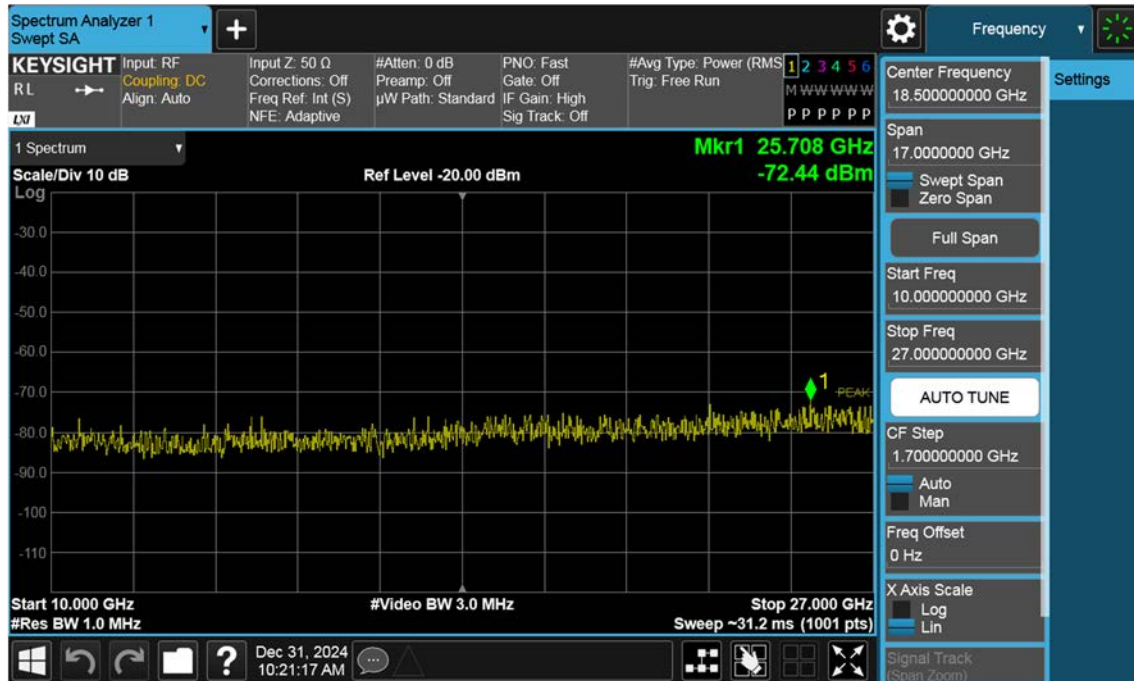 Spectrum Analyzer 1
Swept SA
Frequency
KEYSIGHT
RL
LXI
Input: RF
Coupling: DC
Align: Auto
Input Z: 50 Ω
Corrections: Off
Freq Ref: Int (S)
NFE: Adaptive
#Atten: 0 dB
Preamp: Off
µW Path: Standard
PNO: Fast
Gate: Off
IF Gain: High
Sig Track: Off
#Avg Type: Power (RMS
Trig: Free Run
1 2 3 4 5 6
M W W W W W
P P P P P P
1 Spectrum
Mkr1 25.708 GHz
-72.44 dBm
Scale/Div 10 dB
Ref Level -20.00 dBm
Log
-30.0
-40.0
-50.0
-60.0
-70.0
-80.0
-90.0
-100
-110
1
PEAK
Start 10.000 GHz
#Video BW 3.0 MHz
Stop 27.000 GHz
#Res BW 1.0 MHz
Sweep ~31.2 ms (1001 pts)
?
Dec 31, 2024
10:21:17 AM
Center Frequency
18.500000000 GHz
Settings
Span
17.0000000 GHz
Swept Span
Zero Span
Full Span
Start Freq
10.000000000 GHz
Stop Freq
27.000000000 GHz
AUTO TUNE
CF Step
1.700000000 GHz
Auto
Man
Freq Offset
0 Hz
X Axis Scale
Log
Lin
Signal Track
(Span Zoom)